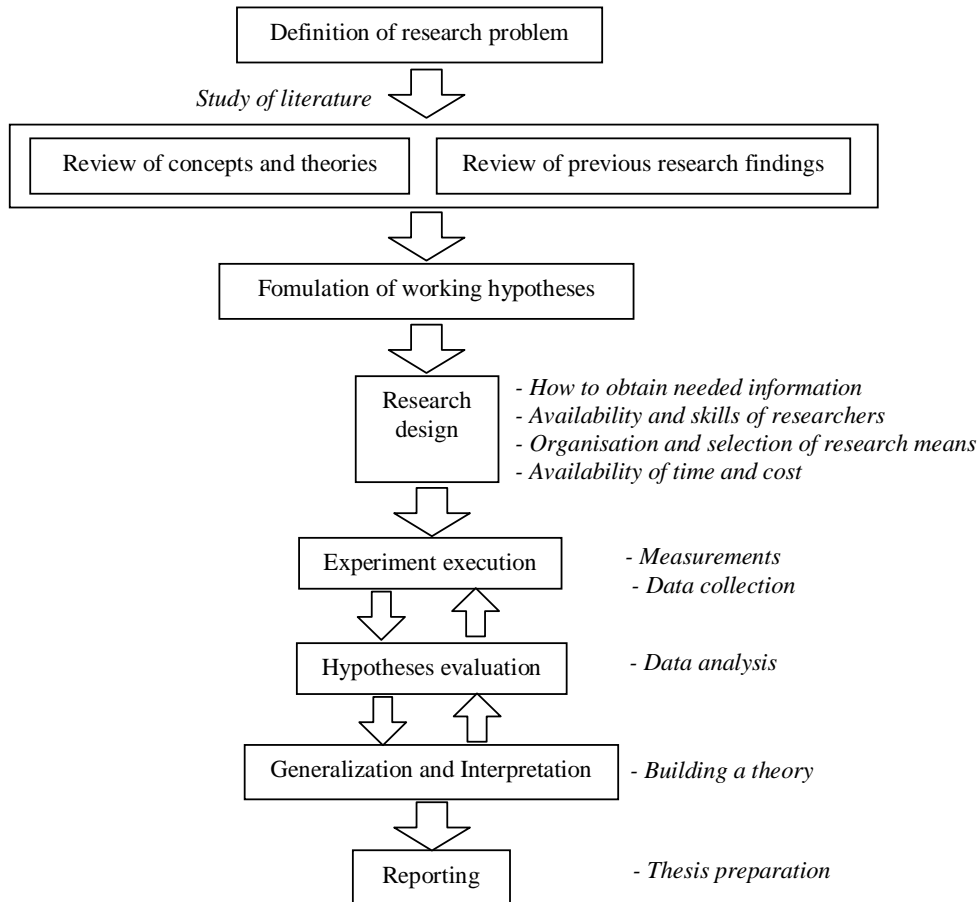 Definition of research problem
Study of literature
Review of concepts and theories
Review of previous research findings
Fomulation of working hypotheses
Research
design
- How to obtain needed information
- Availability and skills of researchers
- Organisation and selection of research means
- Availability of time and cost
Experiment execution
- Measurements
- Data collection
Hypotheses evaluation
- Data analysis
Generalization and Interpretation
- Building a theory
Reporting
- Thesis preparation